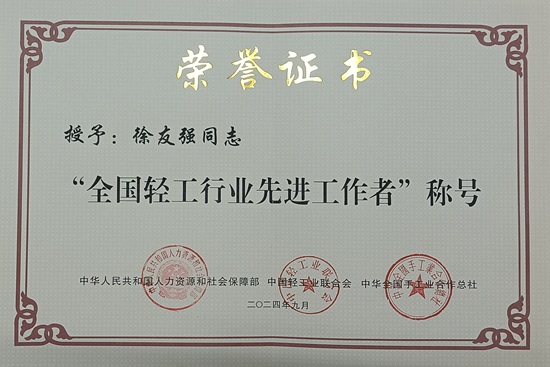 荣誉证书
授予：徐友强同志
“全国轻工行业先进工作者”称号
中华人民共和国人力资源和社会保障部 中国轻工业联合会 中华全国手工业合作总社
二〇二四年九月